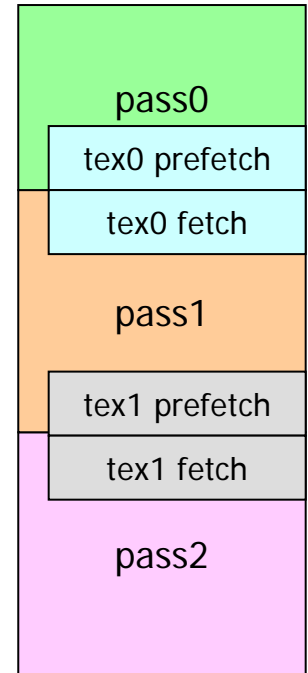 pass0
tex0 prefetch
tex0 fetch
pass1
tex1 prefetch
tex1 fetch
pass2